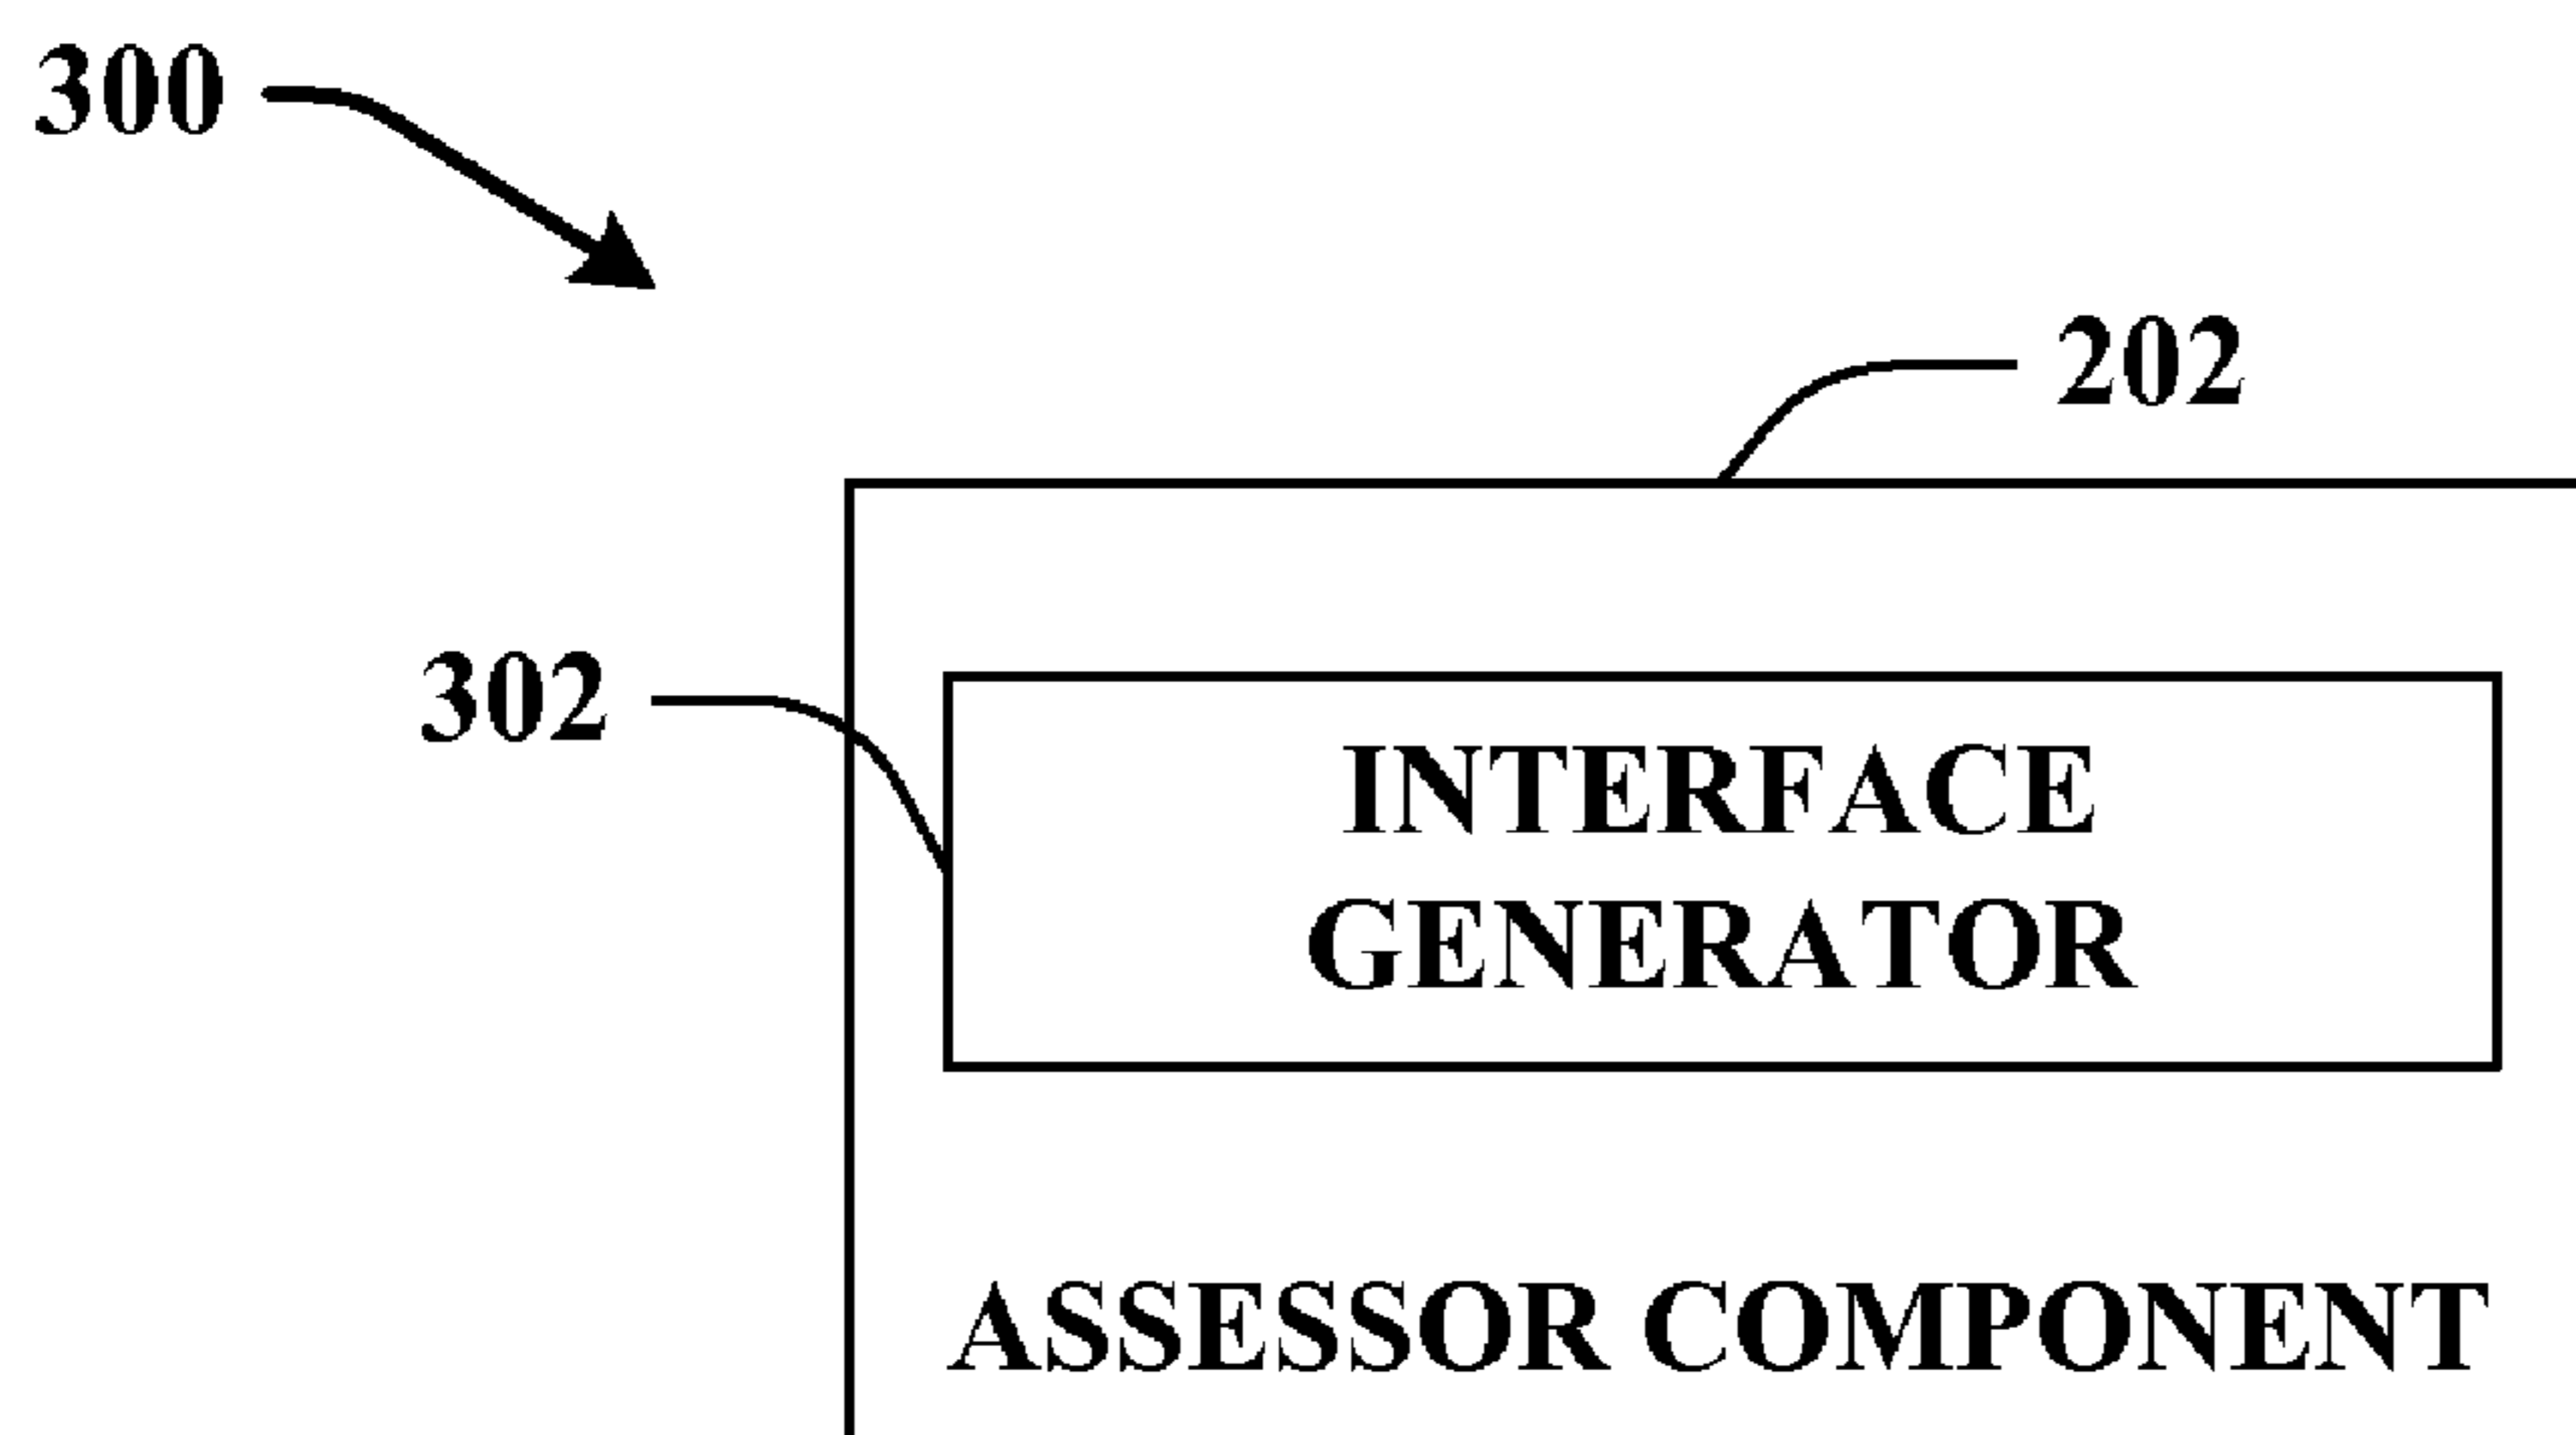 300
202
302
INTERFACE
GENERATOR
ASSESSOR COMPONENT